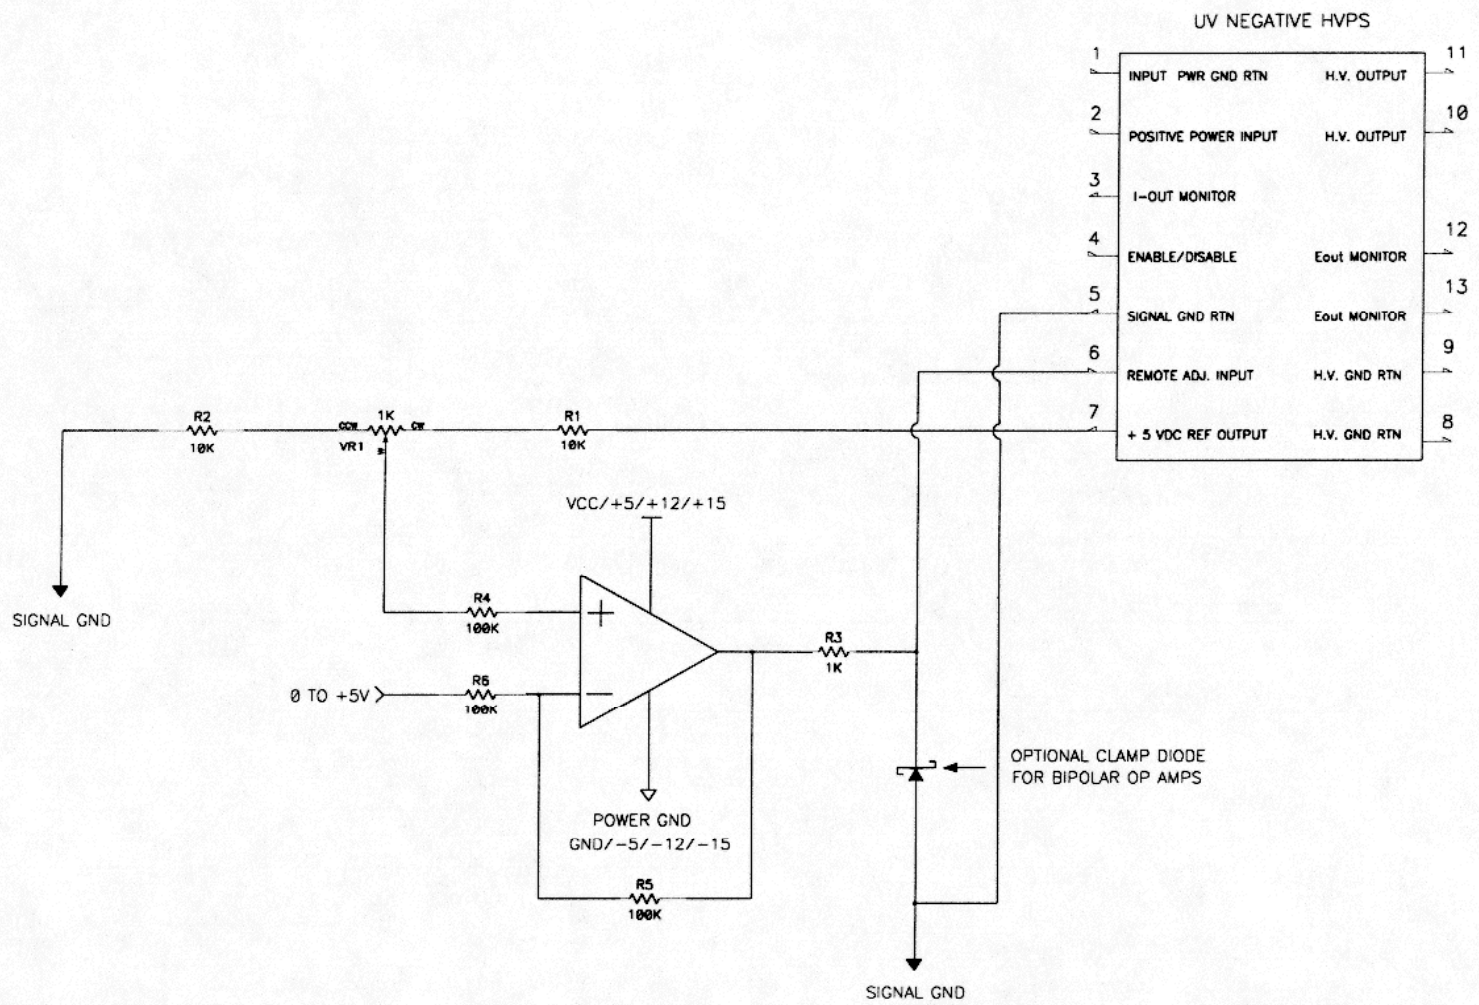 UV NEGATIVE HVPS
1
INPUT PWR GND RTN
H.V. OUTPUT
11
2
POSITIVE POWER INPUT
H.V. OUTPUT
10
3
I-OUT MONITOR
4
ENABLE/DISABLE
Eout MONITOR
12
5
SIGNAL GND RTN
Eout MONITOR
13
6
REMOTE ADJ. INPUT
H.V. GND RTN
9
7
+ 5 VDC REF OUTPUT
H.V. GND RTN
8
R2
10K
1K
CCW
CW
VR1
W
R1
10K
SIGNAL GND
VCC/+5/+12/+15
R4
100K
+
R3
1K
0 TO +5V
R6
100K
−
OPTIONAL CLAMP DIODE
FOR BIPOLAR OP AMPS
POWER GND
GND/-5/-12/-15
R5
100K
SIGNAL GND